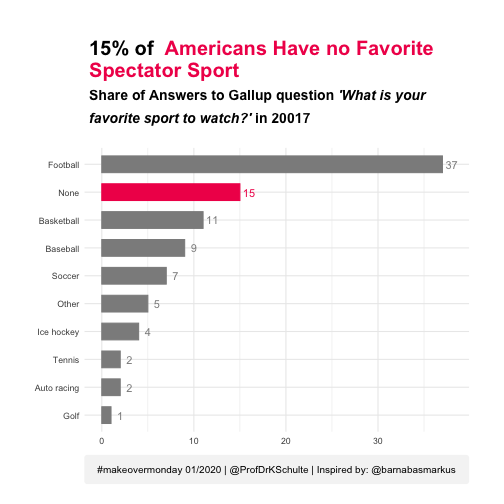 15% of Americans Have no Favorite
Spectator Sport
Share of Answers to Gallup question 'What is your
favorite sport to watch?' in 20017
Football 37
None 15
Basketball 11
Baseball 9
Soccer 7
Other 5
Ice hockey 4
Tennis 2
Auto racing 2
Golf 1
0 10 20 30
#makeovermonday 01/2020 | @ProfDrKSchulte | Inspired by: @barnabasmarkus